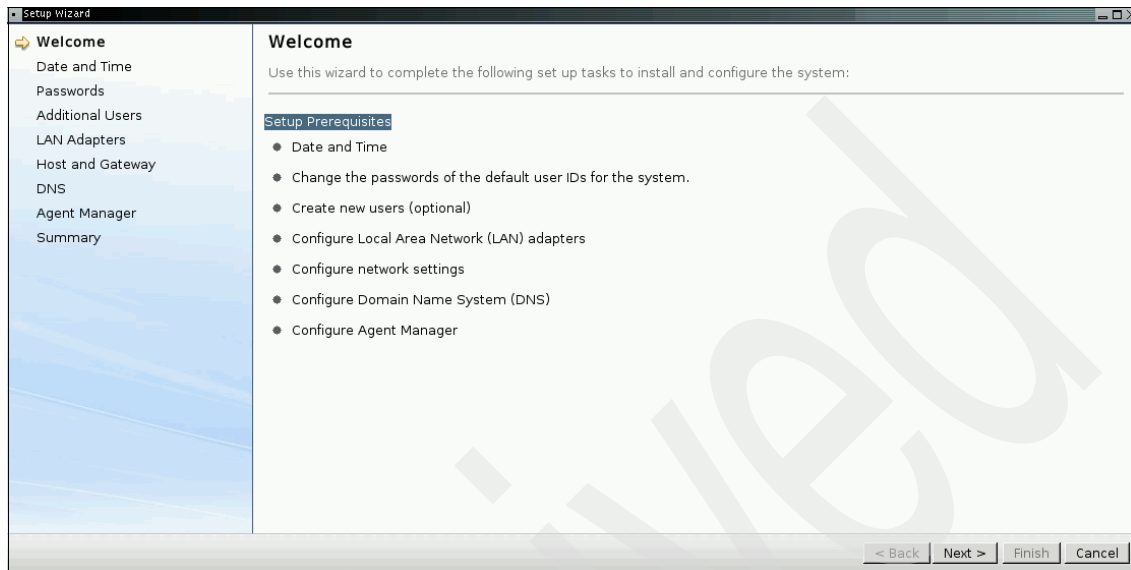 Setup Wizard
Welcome
Date and Time
Passwords
Additional Users
LAN Adapters
Host and Gateway
DNS
Agent Manager
Summary
Welcome
Use this wizard to complete the following set up tasks to install and configure the system:
Setup Prerequisites
Date and Time
Change the passwords of the default user IDs for the system.
Create new users (optional)
Configure Local Area Network (LAN) adapters
Configure network settings
Configure Domain Name System (DNS)
Configure Agent Manager
< Back Next > Finish Cancel
ived